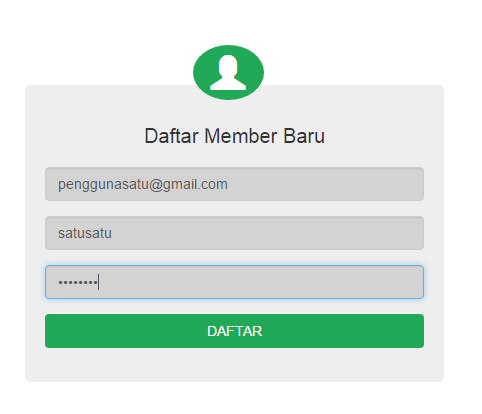 Daftar Member Baru
penggunasatu@gmail.com
satusatu
••••••••
DAFTAR